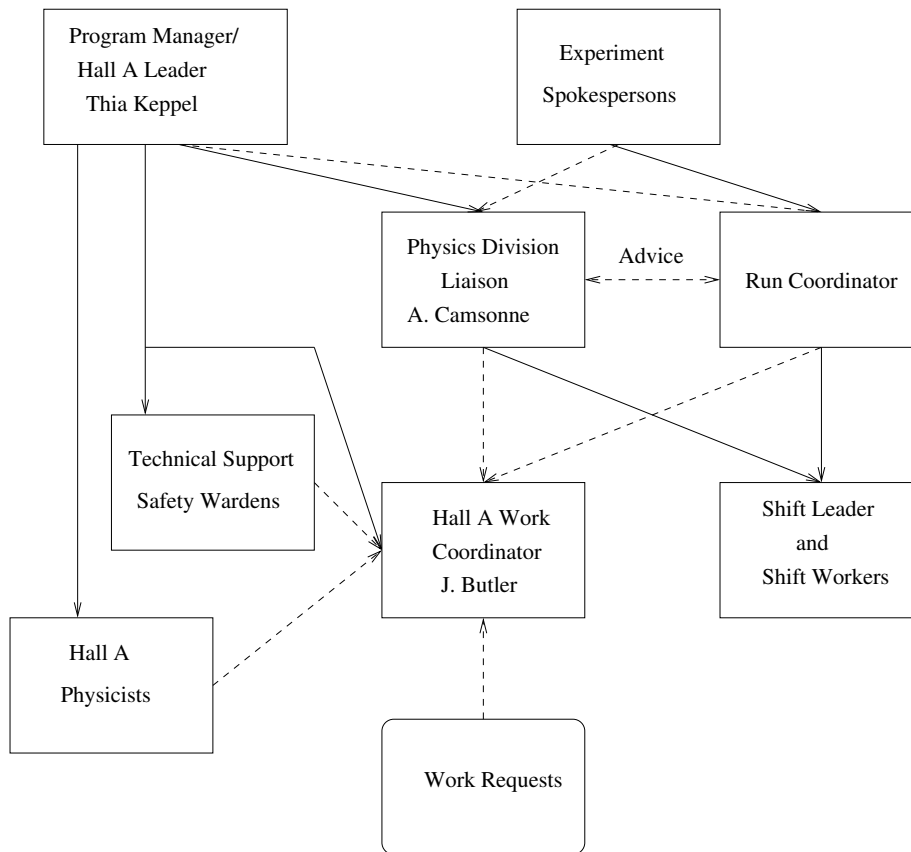 Program Manager/
Hall A Leader
Thia Keppel
Experiment
Spokespersons
Physics Division
Liaison
A. Camsonne
Advice
Run Coordinator
Technical Support
Safety Wardens
Hall A Work
Coordinator
J. Butler
Shift Leader
and
Shift Workers
Hall A
Physicists
Work Requests